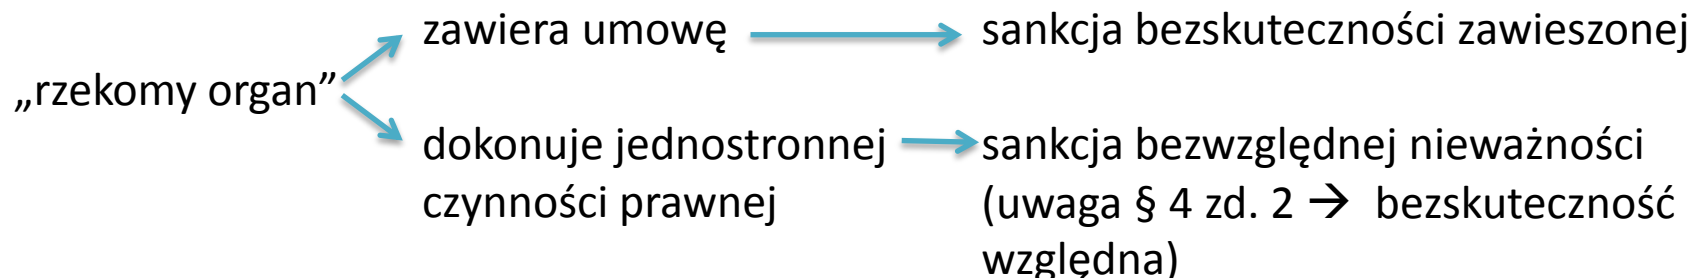 zawiera umowę
sankcja bezskuteczności zawieszonej
„rzekomy organ”
dokonuje jednostronnej
czynności prawnej
sankcja bezwzględnej nieważności
(uwaga § 4 zd. 2 → bezskuteczność
względna)